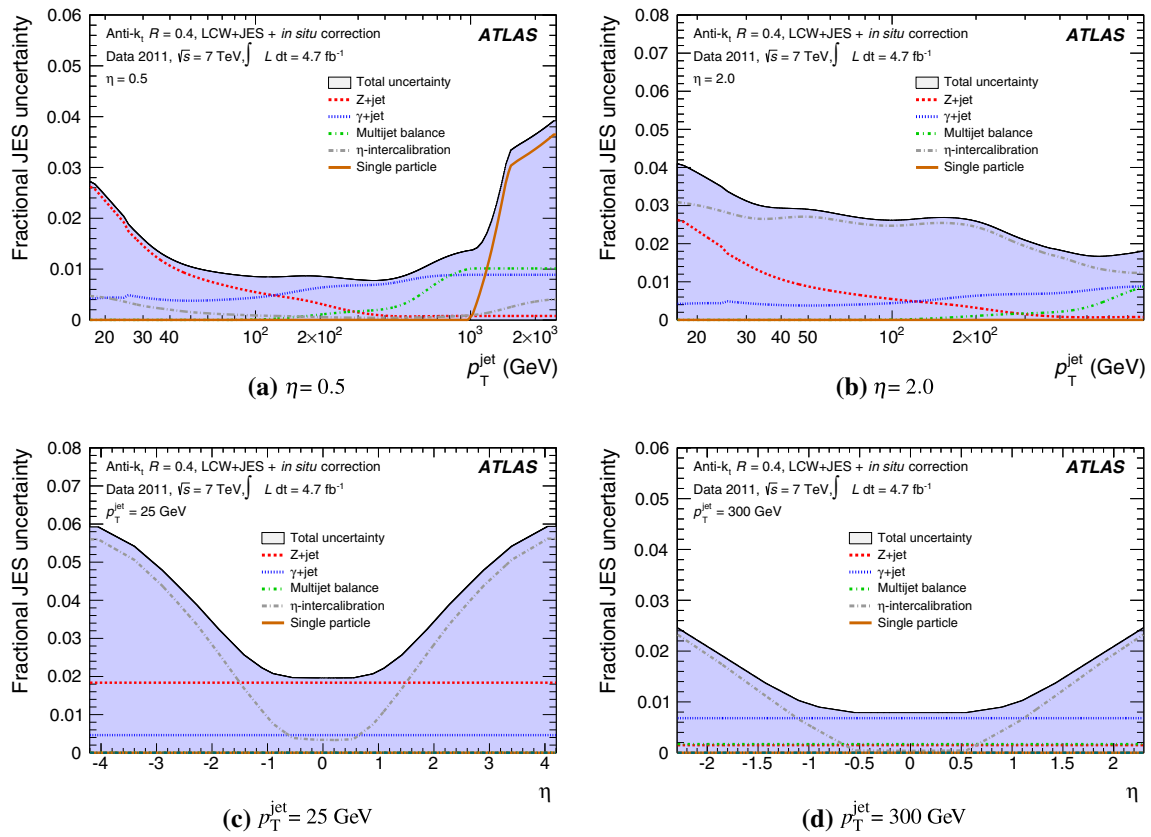 Fractional JES uncertainty
0.06
0.05
0.04
0.03
0.02
0.01
0
Anti-kt R = 0.4, LCW+JES + in situ correction
ATLAS
Data 2011, √s = 7 TeV, ∫ L dt = 4.7 fb-1
η = 0.5
Total uncertainty
Z+jet
γ+jet
Multijet balance
η-intercalibration
Single particle
20 30 40 10² 2×10² 10³ 2×10³
pT^jet (GeV)
(a) η = 0.5
Fractional JES uncertainty
0.08
0.07
0.06
0.05
0.04
0.03
0.02
0.01
0
Anti-kt R = 0.4, LCW+JES + in situ correction
ATLAS
Data 2011, √s = 7 TeV, ∫ L dt = 4.7 fb-1
η = 2.0
Total uncertainty
Z+jet
γ+jet
Multijet balance
η-intercalibration
Single particle
20 30 40 50 10² 2×10²
pT^jet (GeV)
(b) η = 2.0
Fractional JES uncertainty
0.08
0.07
0.06
0.05
0.04
0.03
0.02
0.01
0
Anti-kt R = 0.4, LCW+JES + in situ correction
ATLAS
Data 2011, √s = 7 TeV, ∫ L dt = 4.7 fb-1
pT^jet = 25 GeV
Total uncertainty
Z+jet
γ+jet
Multijet balance
η-intercalibration
Single particle
-4 -3 -2 -1 0 1 2 3 4
η
(c) pT^jet = 25 GeV
Fractional JES uncertainty
0.06
0.05
0.04
0.03
0.02
0.01
0
Anti-kt R = 0.4, LCW+JES + in situ correction
ATLAS
Data 2011, √s = 7 TeV, ∫ L dt = 4.7 fb-1
pT^jet = 300 GeV
Total uncertainty
Z+jet
γ+jet
Multijet balance
η-intercalibration
Single particle
-2 -1.5 -1 -0.5 0 0.5 1 1.5 2
η
(d) pT^jet = 300 GeV